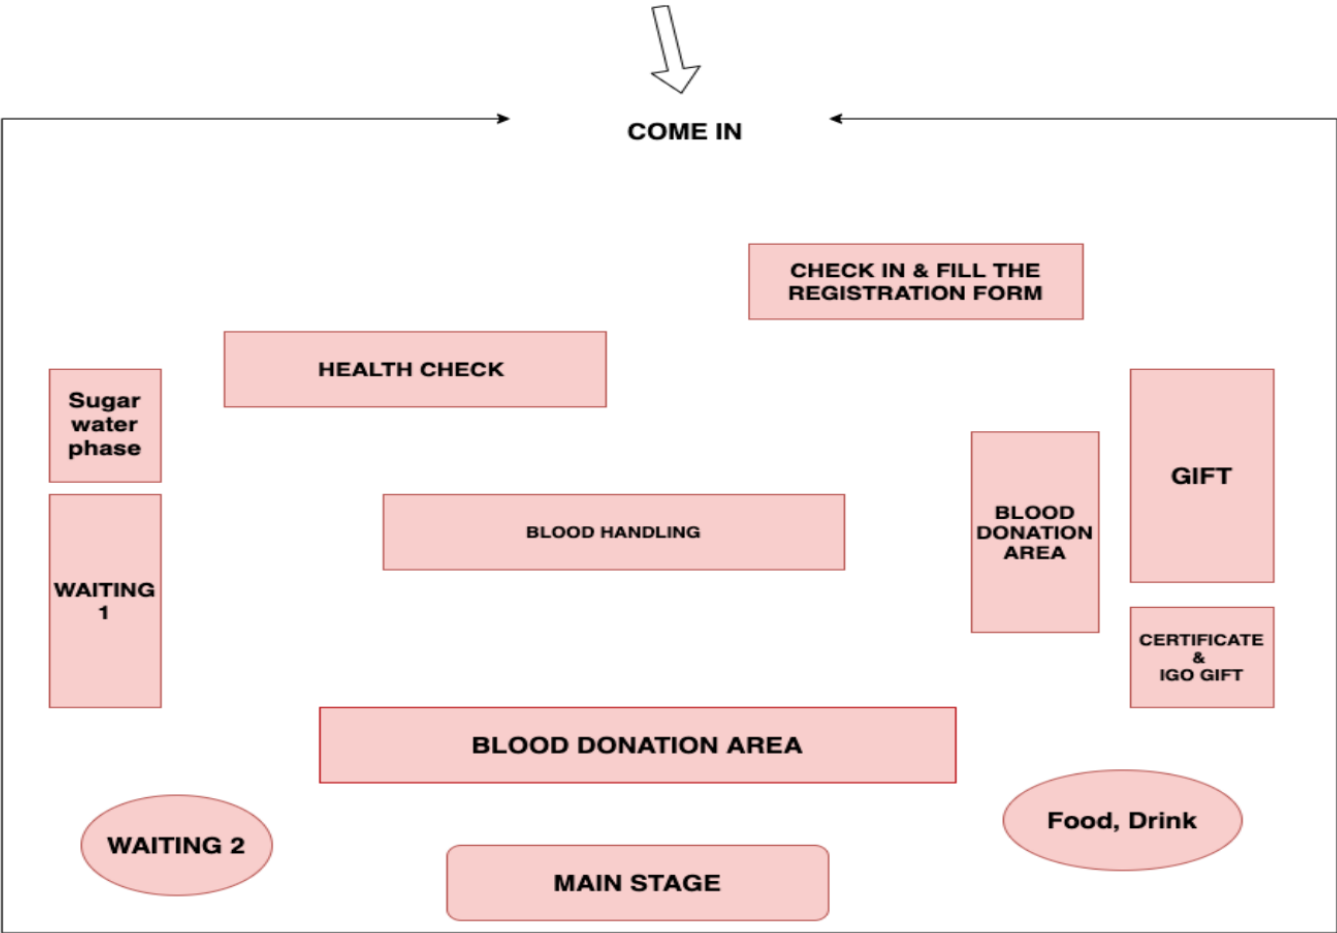 COME IN
CHECK IN & FILL THE
REGISTRATION FORM
HEALTH CHECK
Sugar
water
phase
GIFT
BLOOD
DONATION
AREA
BLOOD HANDLING
WAITING
1
CERTIFICATE
&
IGO GIFT
BLOOD DONATION AREA
Food, Drink
WAITING 2
MAIN STAGE